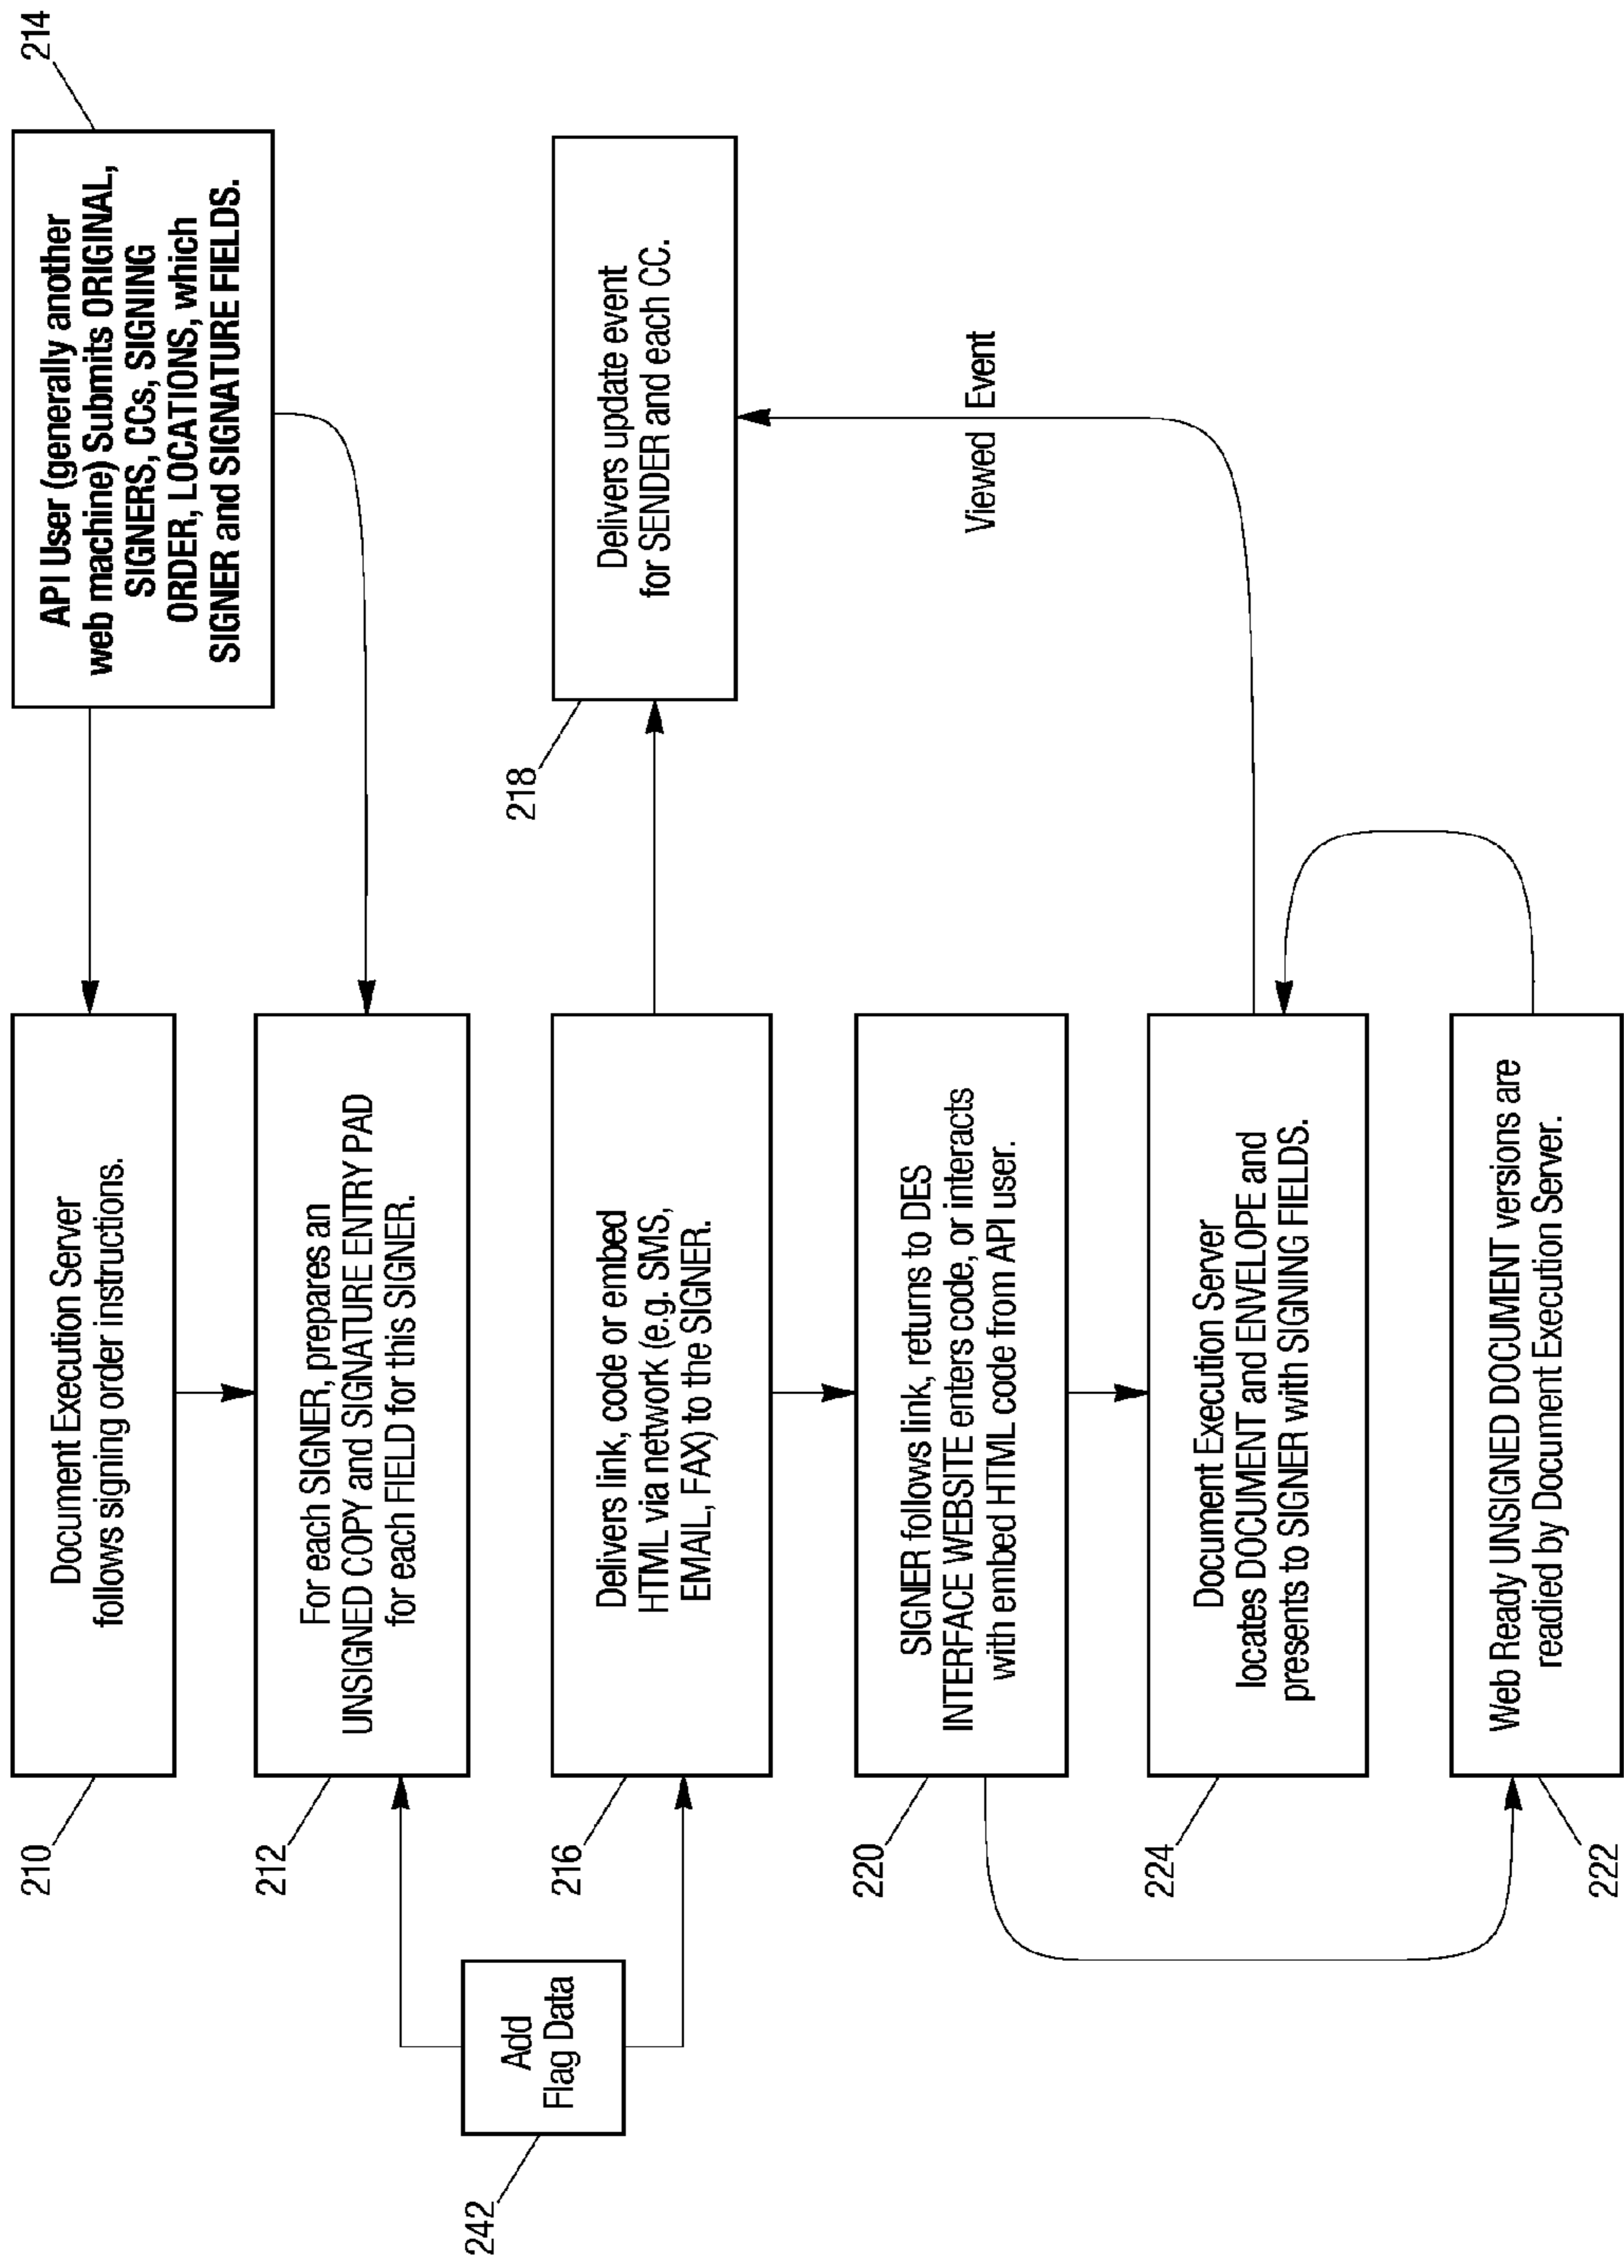 210
Document Execution Server
follows signing order instructions.
214
API User (generally another
web machine) Submits ORIGINAL,
SIGNERS, CCs, SIGNING
ORDER, LOCATIONS, which
SIGNER and SIGNATURE FIELDS.
212
For each SIGNER, prepares an
UNSIGNED COPY and SIGNATURE ENTRY PAD
for each FIELD for this SIGNER.
242
Add
Flag Data
216
Delivers link, code or embed
HTML via network (e.g. SMS,
EMAIL, FAX) to the SIGNER.
218
Delivers update event
for SENDER and each CC.
220
SIGNER follows link, returns to DES
INTERFACE WEBSITE enters code, or interacts
with embed HTML code from API user.
Viewed Event
224
Document Execution Server
locates DOCUMENT and ENVELOPE and
presents to SIGNER with SIGNING FIELDS.
222
Web Ready UNSIGNED DOCUMENT versions are
readied by Document Execution Server.